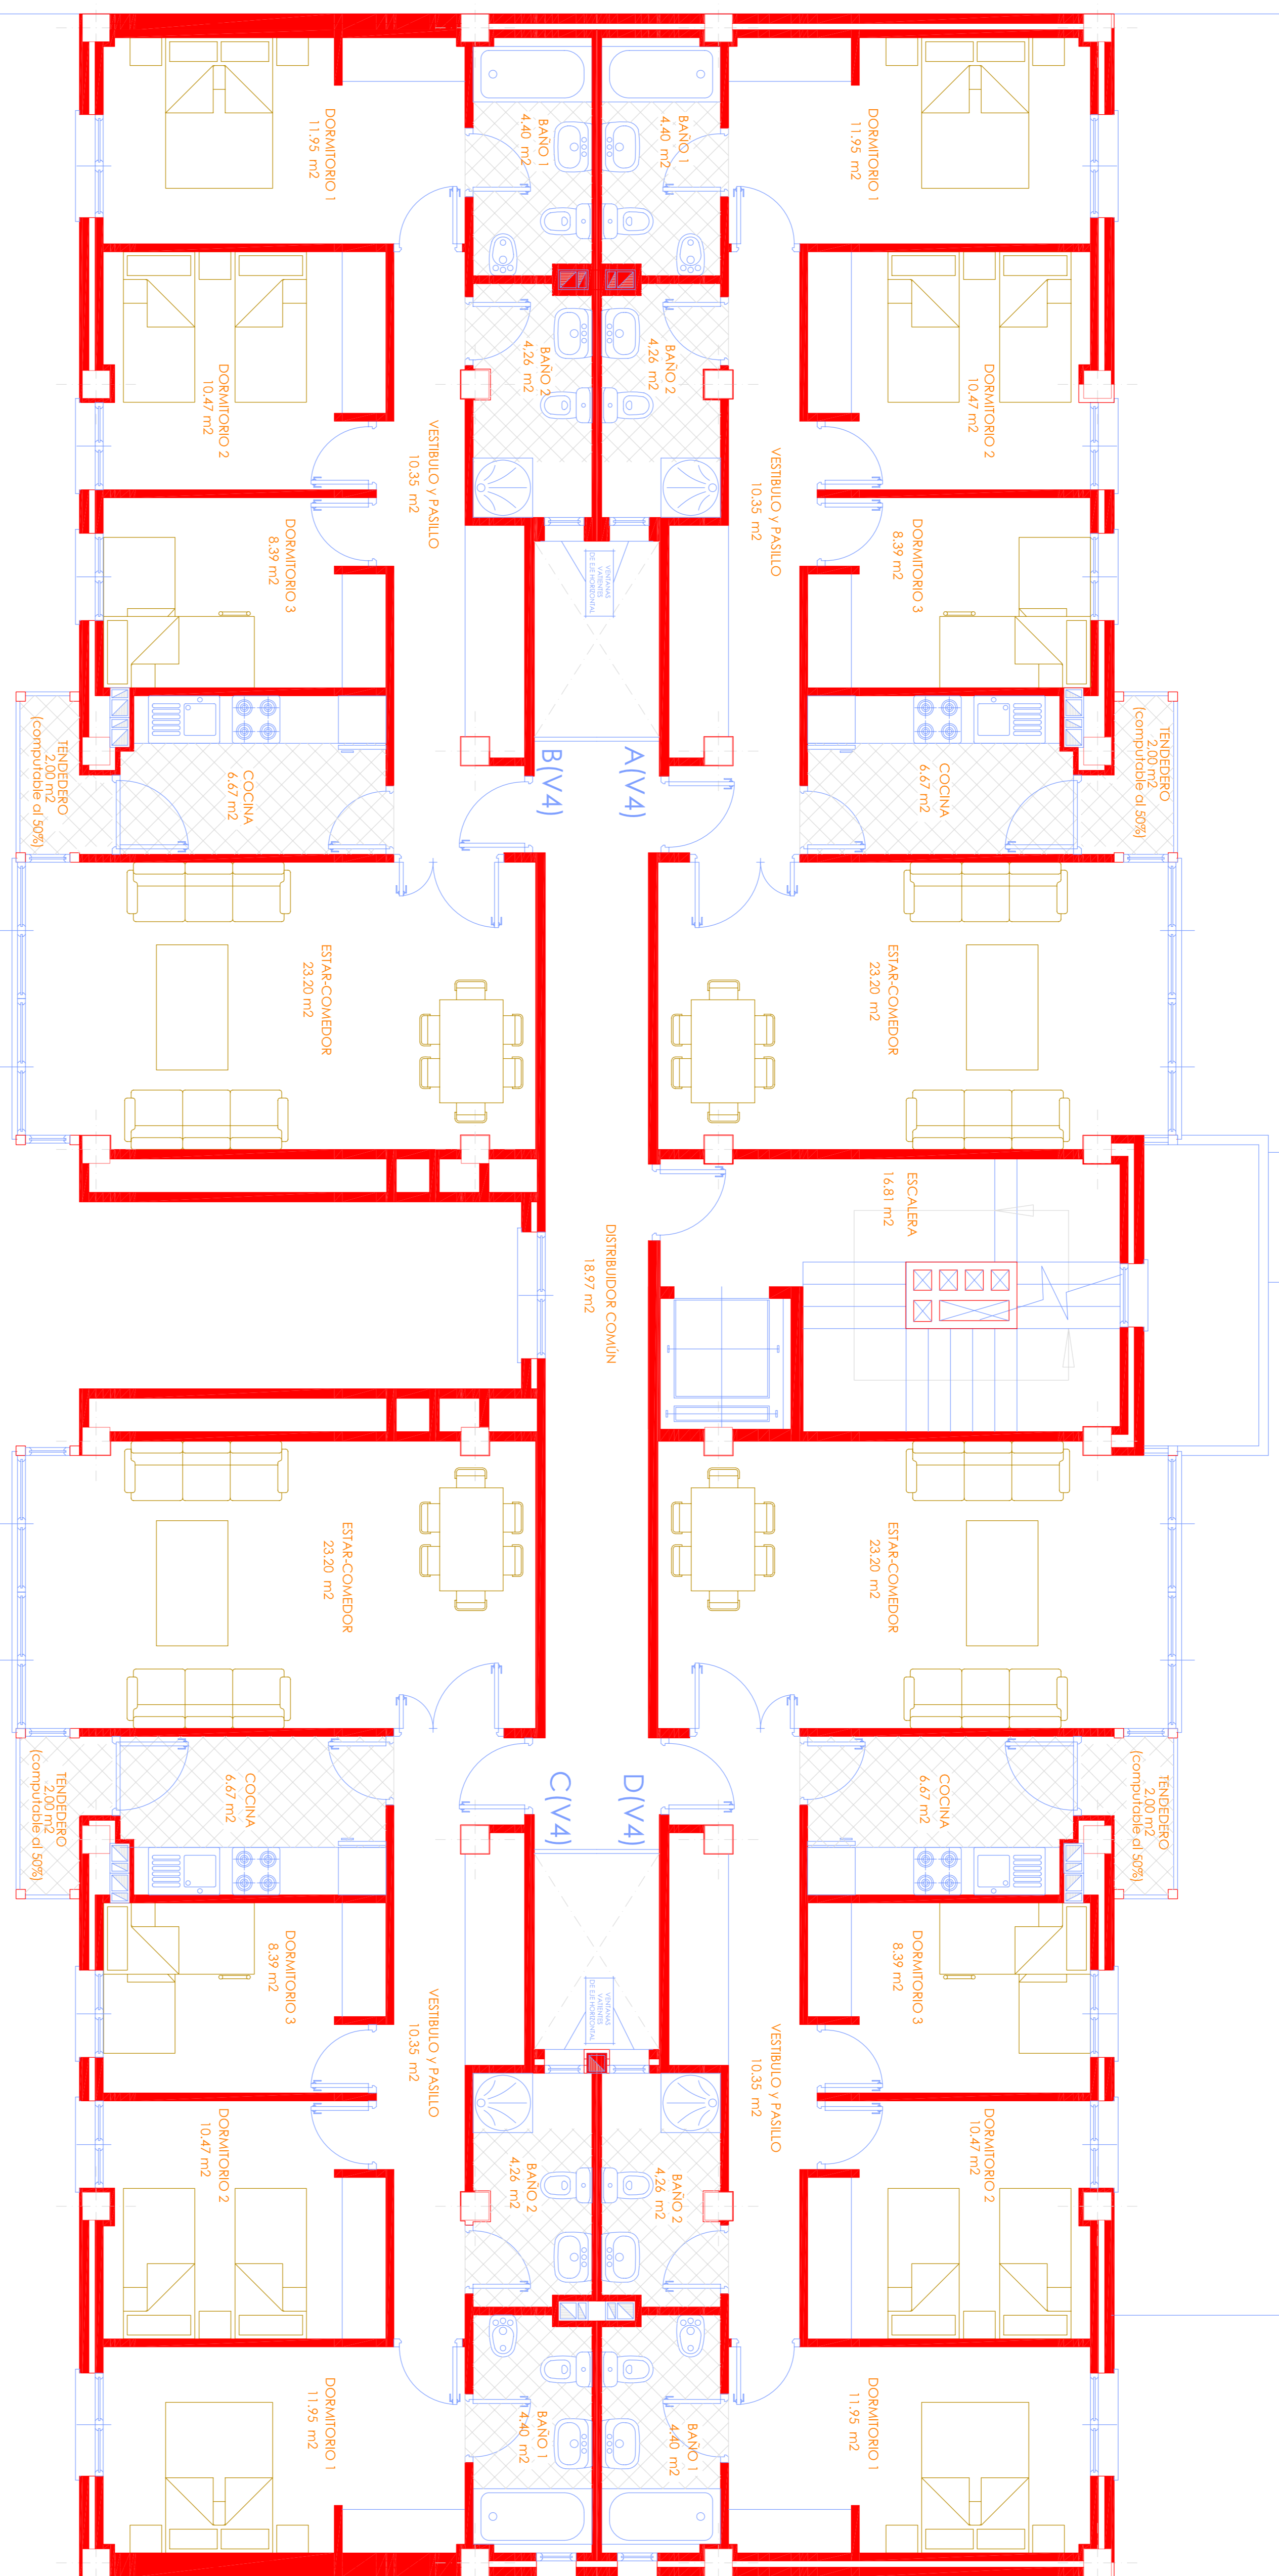 DORMITORIO 1
11.95 m2
BAÑO 1
4.40 m2
BAÑO 1
4.40 m2
DORMITORIO 1
11.95 m2
DORMITORIO 2
10.47 m2
BAÑO 2
4,26 m2
BAÑO 2
4,26 m2
DORMITORIO 2
10.47 m2
VESTIBULO y PASILLO
10.35 m2
VESTIBULO y PASILLO
10.35 m2
DORMITORIO 3
8.39 m2
VENTANAS
VATIENTES
DE EJE HORIZONTAL
DORMITORIO 3
8.39 m2
TENDEDERO
2,00 m2
(computable al 50%)
COCINA
6.67 m2
B(V4)
A(V4)
COCINA
6.67 m2
TENDEDERO
2,00 m2
(computable al 50%)
ESTAR-COMEDOR
23.20 m2
ESTAR-COMEDOR
23.20 m2
ESCALERA
16.81 m2
DISTRIBUIDOR COMÚN
18.97 m2
ESTAR-COMEDOR
23.20 m2
ESTAR-COMEDOR
23.20 m2
TENDEDERO
2,00 m2
(computable al 50%)
COCINA
6.67 m2
C(V4)
D(V4)
COCINA
6.67 m2
TENDEDERO
2,00 m2
(computable al 50%)
DORMITORIO 3
8.39 m2
VENTANAS
VATIENTES
DE EJE HORIZONTAL
DORMITORIO 3
8.39 m2
VESTIBULO y PASILLO
10.35 m2
VESTIBULO y PASILLO
10.35 m2
DORMITORIO 2
10.47 m2
BAÑO 2
4,26 m2
BAÑO 2
4,26 m2
DORMITORIO 2
10.47 m2
DORMITORIO 1
11.95 m2
BAÑO 1
4.40 m2
BAÑO 1
4.40 m2
DORMITORIO 1
11.95 m2